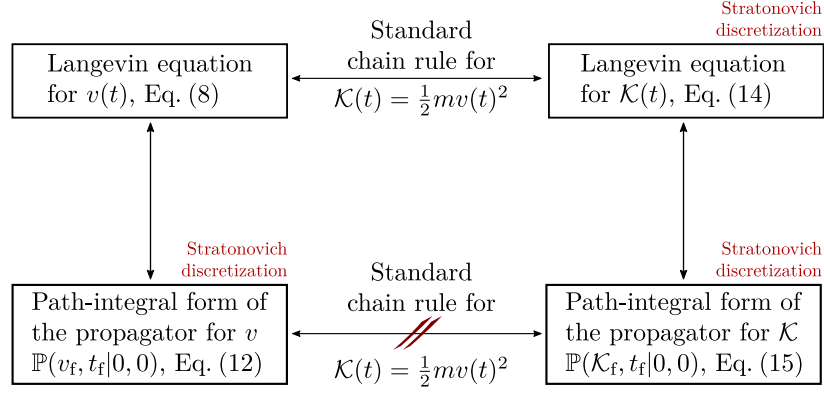 Stratonovich
discretization
Langevin equation
for v(t), Eq. (8)
Standard
chain rule for
𝒦(t) = ½mv(t)²
Langevin equation
for 𝒦(t), Eq. (14)
Stratonovich
discretization
Stratonovich
discretization
Path-integral form of
the propagator for v
ℙ(v_f, t_f|0, 0), Eq. (12)
Standard
chain rule for
𝒦(t) = ½mv(t)²
Path-integral form of
the propagator for 𝒦
ℙ(𝒦_f, t_f|0, 0), Eq. (15)